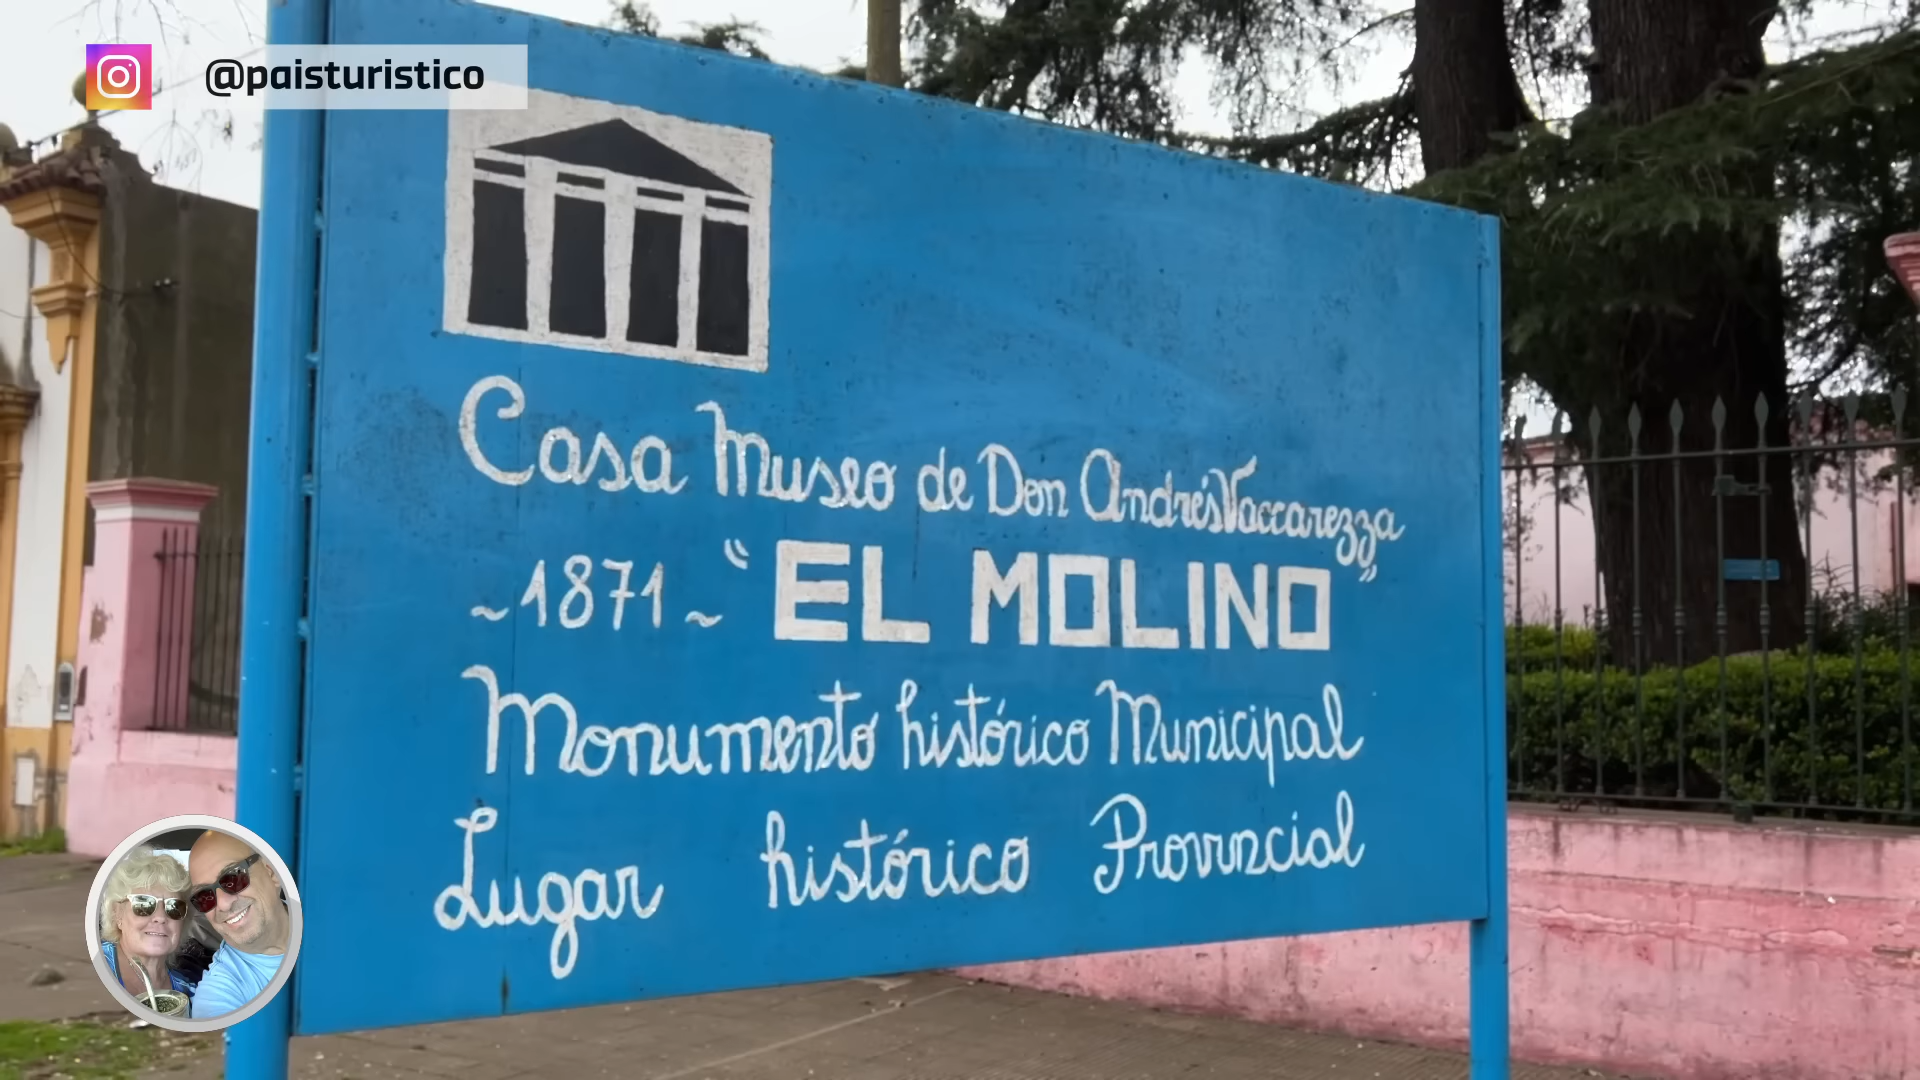 @paisturistico
Casa Museo de Don Andrés Vaccarezza
~1871~ "EL MOLINO"
Monumento histórico Municipal
Lugar histórico Provincial